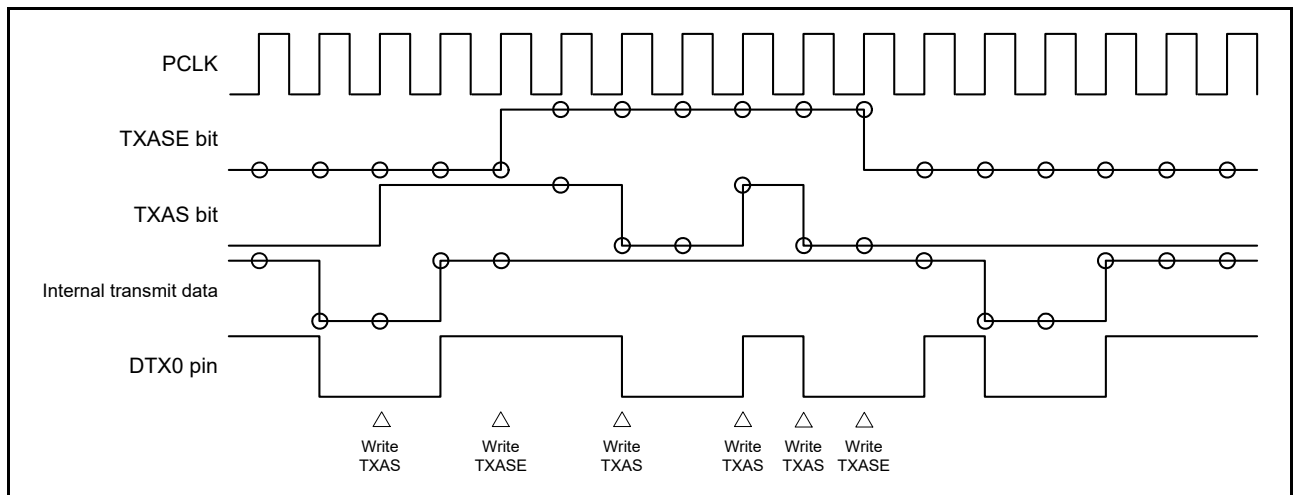 PCLK
TXASE bit
TXAS bit
Internal transmit data
DTX0 pin
Write
TXAS
Write
TXASE
Write
TXAS
Write
TXAS
Write
TXAS
Write
TXASE